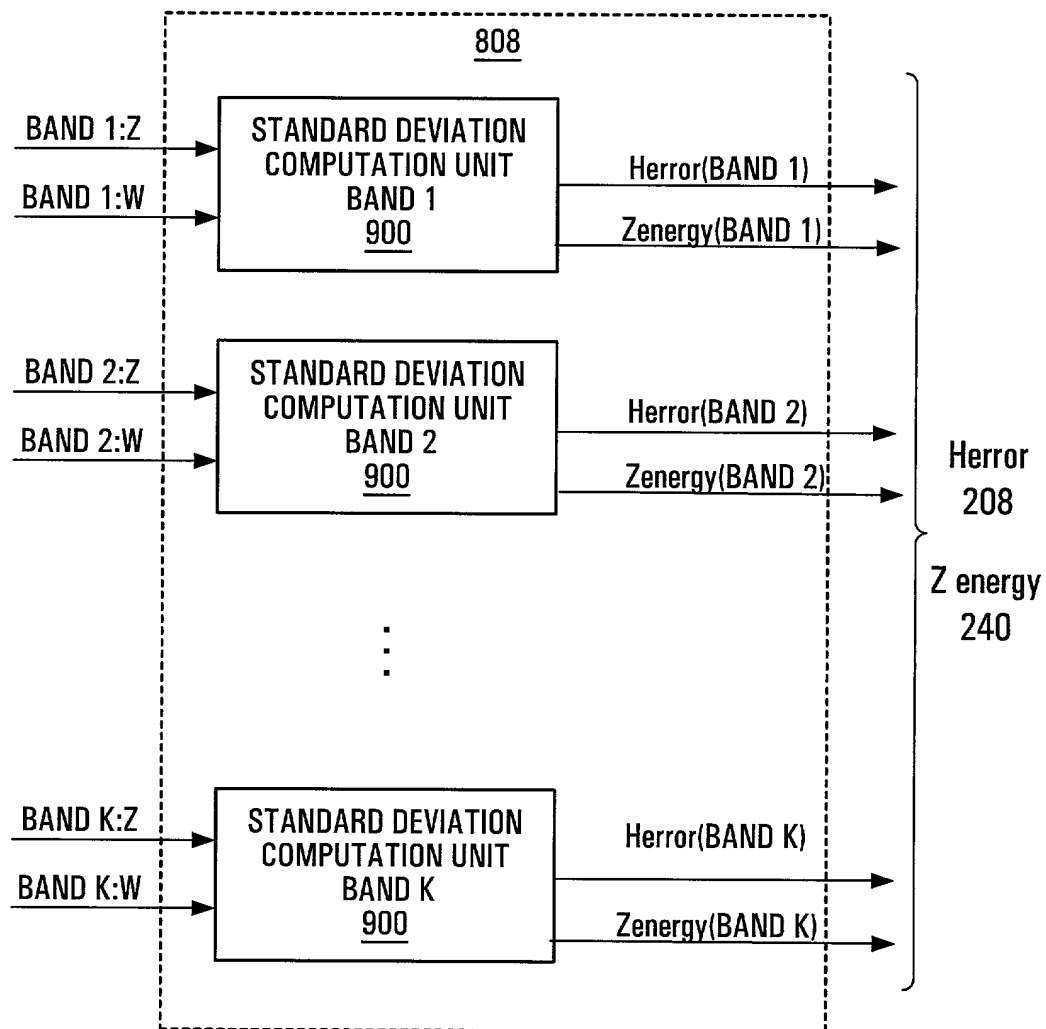 808
BAND 1:Z
BAND 1:W
STANDARD DEVIATION
COMPUTATION UNIT
BAND 1
900
Herror(BAND 1)
Zenergy(BAND 1)
BAND 2:Z
BAND 2:W
STANDARD DEVIATION
COMPUTATION UNIT
BAND 2
900
Herror(BAND 2)
Zenergy(BAND 2)
Herror
208
Z energy
240
BAND K:Z
BAND K:W
STANDARD DEVIATION
COMPUTATION UNIT
BAND K
900
Herror(BAND K)
Zenergy(BAND K)